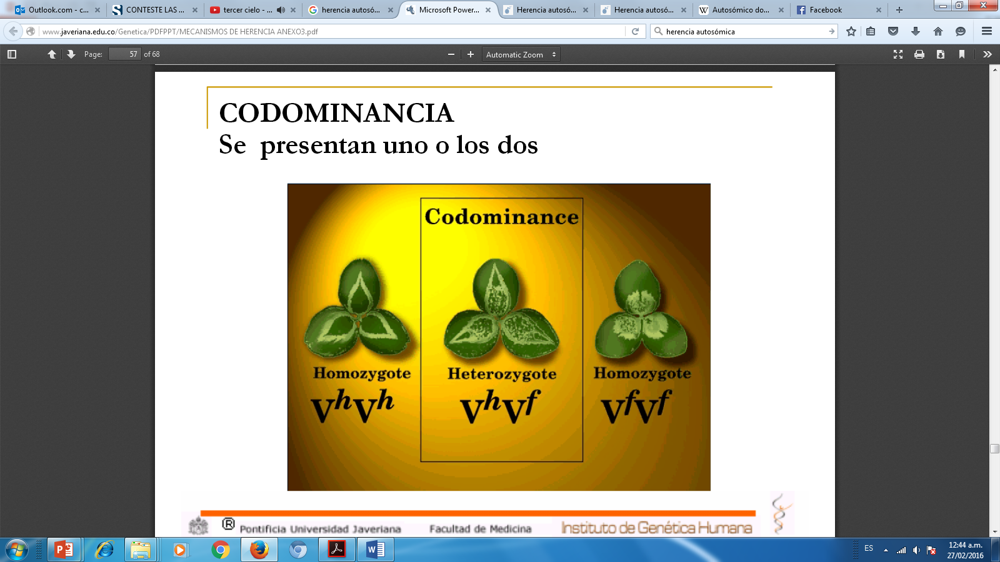 Outlook.com - c...
CONTESTE LAS ...
tercer cielo - ...
herencia autosó...
Microsoft Power...
Herencia autosó...
Herencia autosó...
Autosómico do...
Facebook
www.javeriana.edu.co/Genetica/PDFPPT/MECANISMOS DE HERENCIA ANEXO3.pdf
herencia autosómica
Page: 57 of 68
Automatic Zoom
CODOMINANCIA
Se presentan uno o los dos
Codominance
Homozygote
Heterozygote
Homozygote
VhVh
VhVf
VfVf
® Pontificia Universidad Javeriana Facultad de Medicina Instituto de Genética Humana
ES
12:44 a.m.
27/02/2016